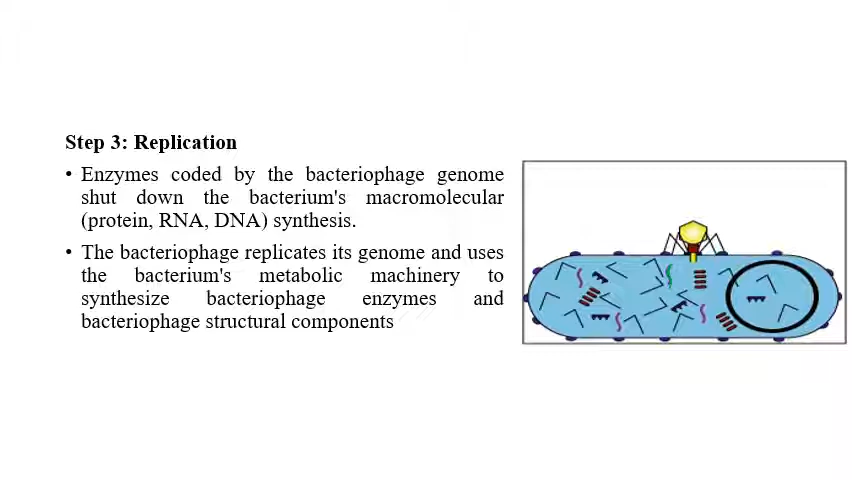 Step 3: Replication
• Enzymes coded by the bacteriophage genome
shut down the bacterium's macromolecular
(protein, RNA, DNA) synthesis.
• The bacteriophage replicates its genome and uses
the bacterium's metabolic machinery to
synthesize bacteriophage enzymes and
bacteriophage structural components